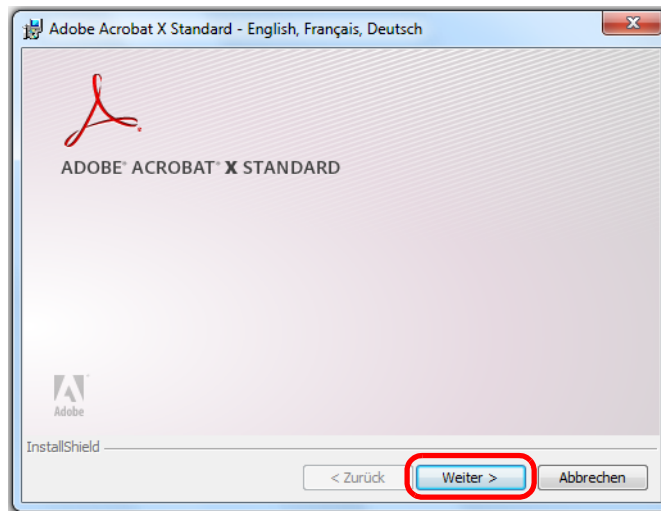 Adobe Acrobat X Standard - English, Français, Deutsch
ADOBE® ACROBAT® X STANDARD
Adobe
InstallShield
< Zurück
Weiter >
Abbrechen